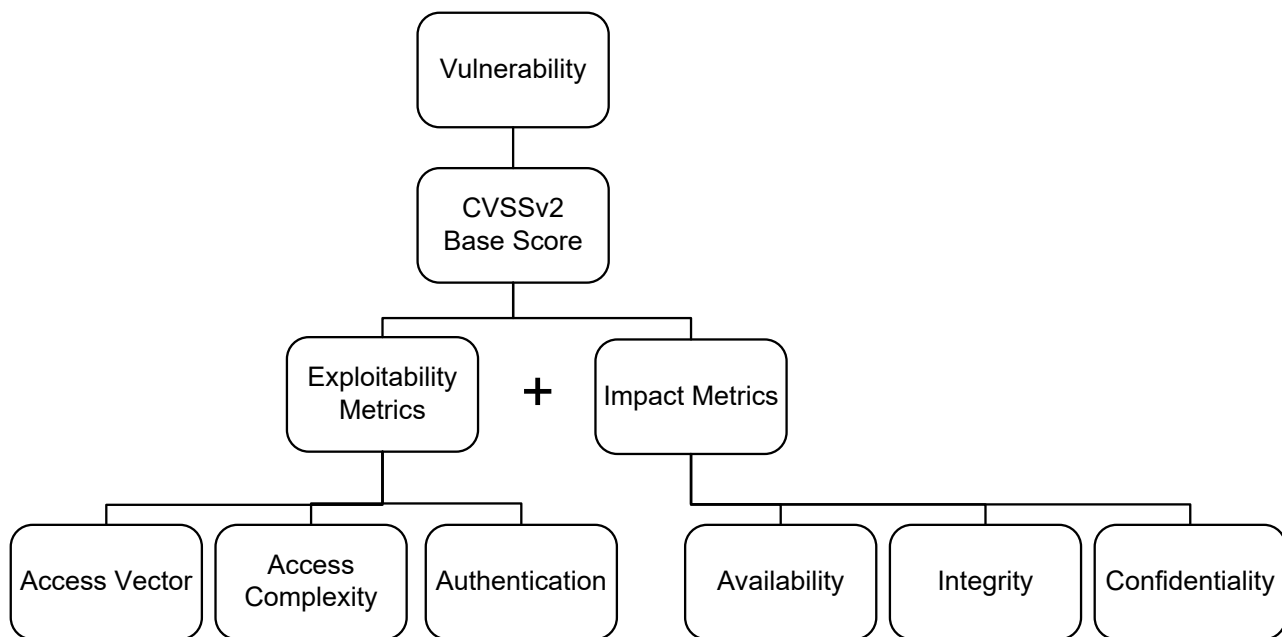 Vulnerability
CVSSv2
Base Score
Exploitability
Metrics
+
Impact Metrics
Access Vector
Access
Complexity
Authentication
Availability
Integrity
Confidentiality